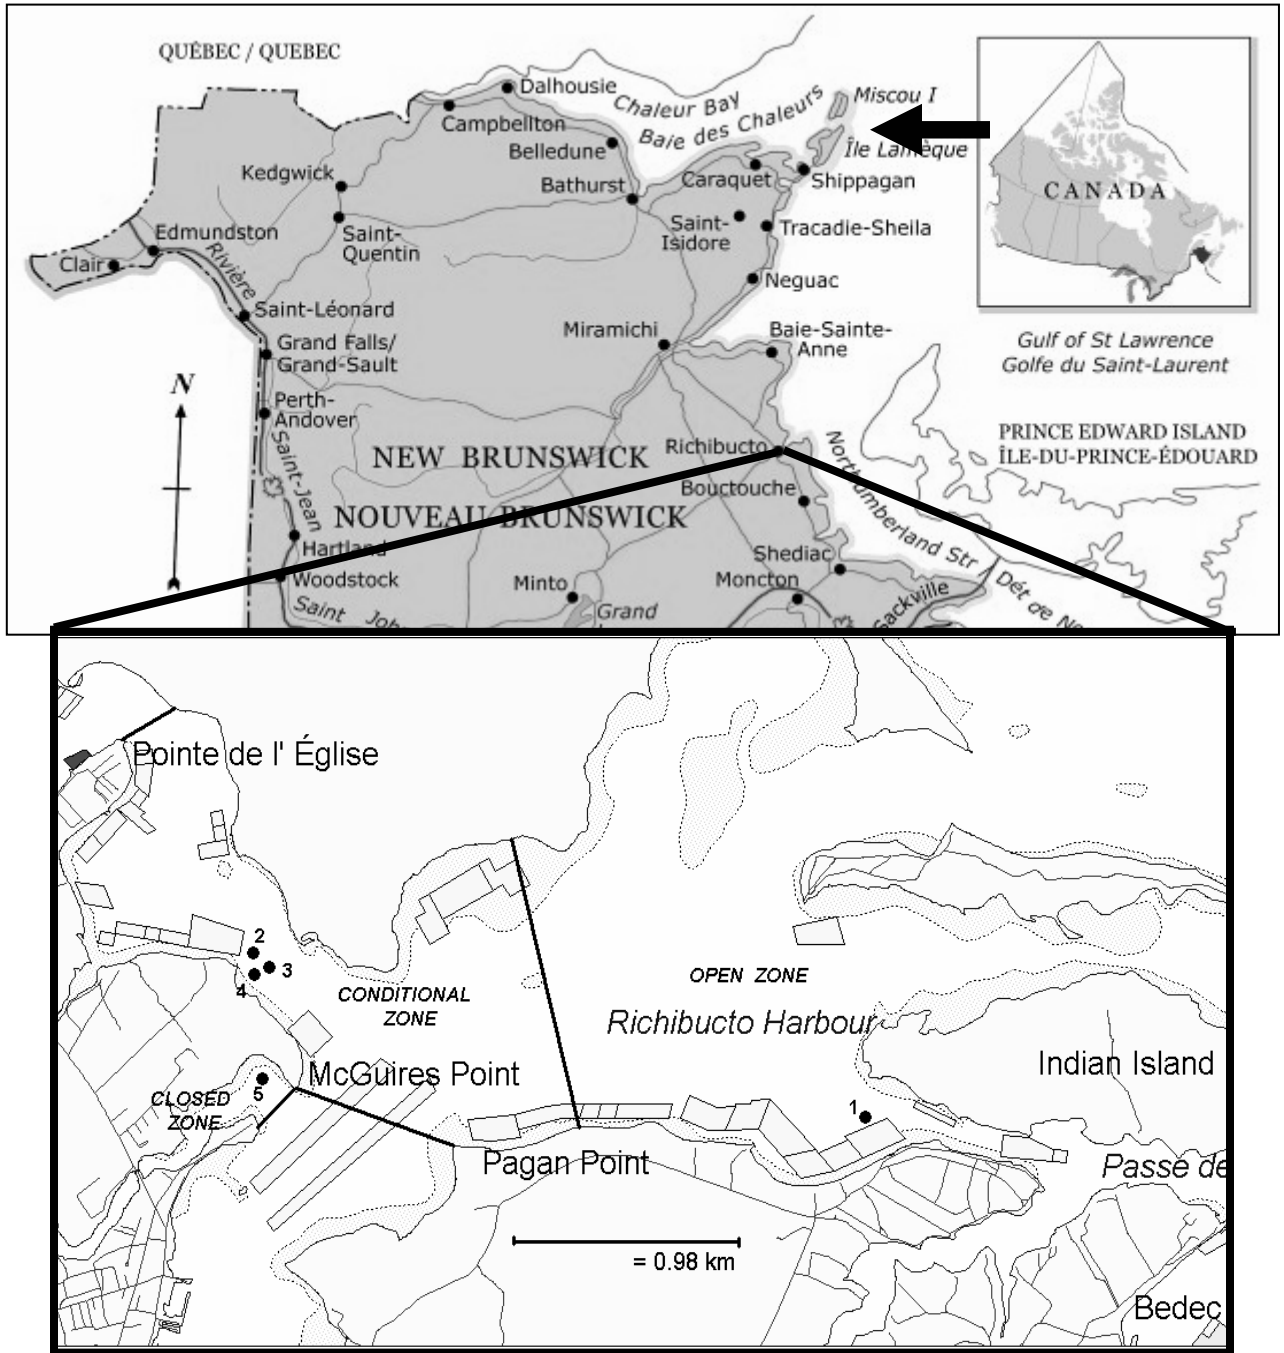 QUÉBEC / QUEBEC
Dalhousie
Chaleur Bay
Baie des Chaleurs
Miscou I
Campbellton
Belledune
Île Lamèque
Kedgwick
Bathurst
Caraquet
Shippagan
CANADA
Saint-
Isidore
Tracadie-Sheila
Edmundston
Saint-
Quentin
Clair
Rivière
Neguac
Saint-Léonard
Miramichi
Baie-Sainte-
Anne
Gulf of St Lawrence
Golfe du Saint-Laurent
Grand Falls/
Grand-Sault
N
Perth-
Andover
Saint-Jean
PRINCE EDWARD ISLAND
ÎLE-DU-PRINCE-ÉDOUARD
Richibucto
NEW BRUNSWICK
Northumberland Str
Bouctouche
NOUVEAU BRUNSWICK
Hartland
Shediac
Woodstock
Minto
Moncton
Dét de No
Sackville
Saint Joh
Grand
Pointe de l' Église
2
3
4
OPEN ZONE
CONDITIONAL
ZONE
Richibucto Harbour
Indian Island
McGuires Point
CLOSED
ZONE
5
1
Pagan Point
Passe de
= 0.98 km
Bedec